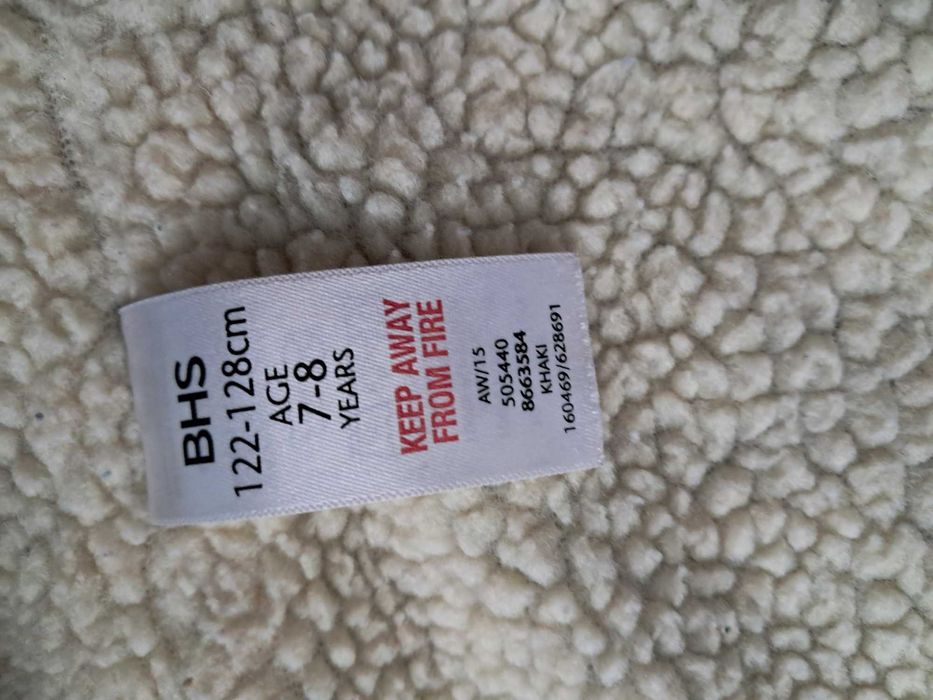 BHS
122-128cm
AGE
7-8
YEARS
KEEP AWAY
FROM FIRE
AW/15
505440
8663584
KHAKI
160469/628691